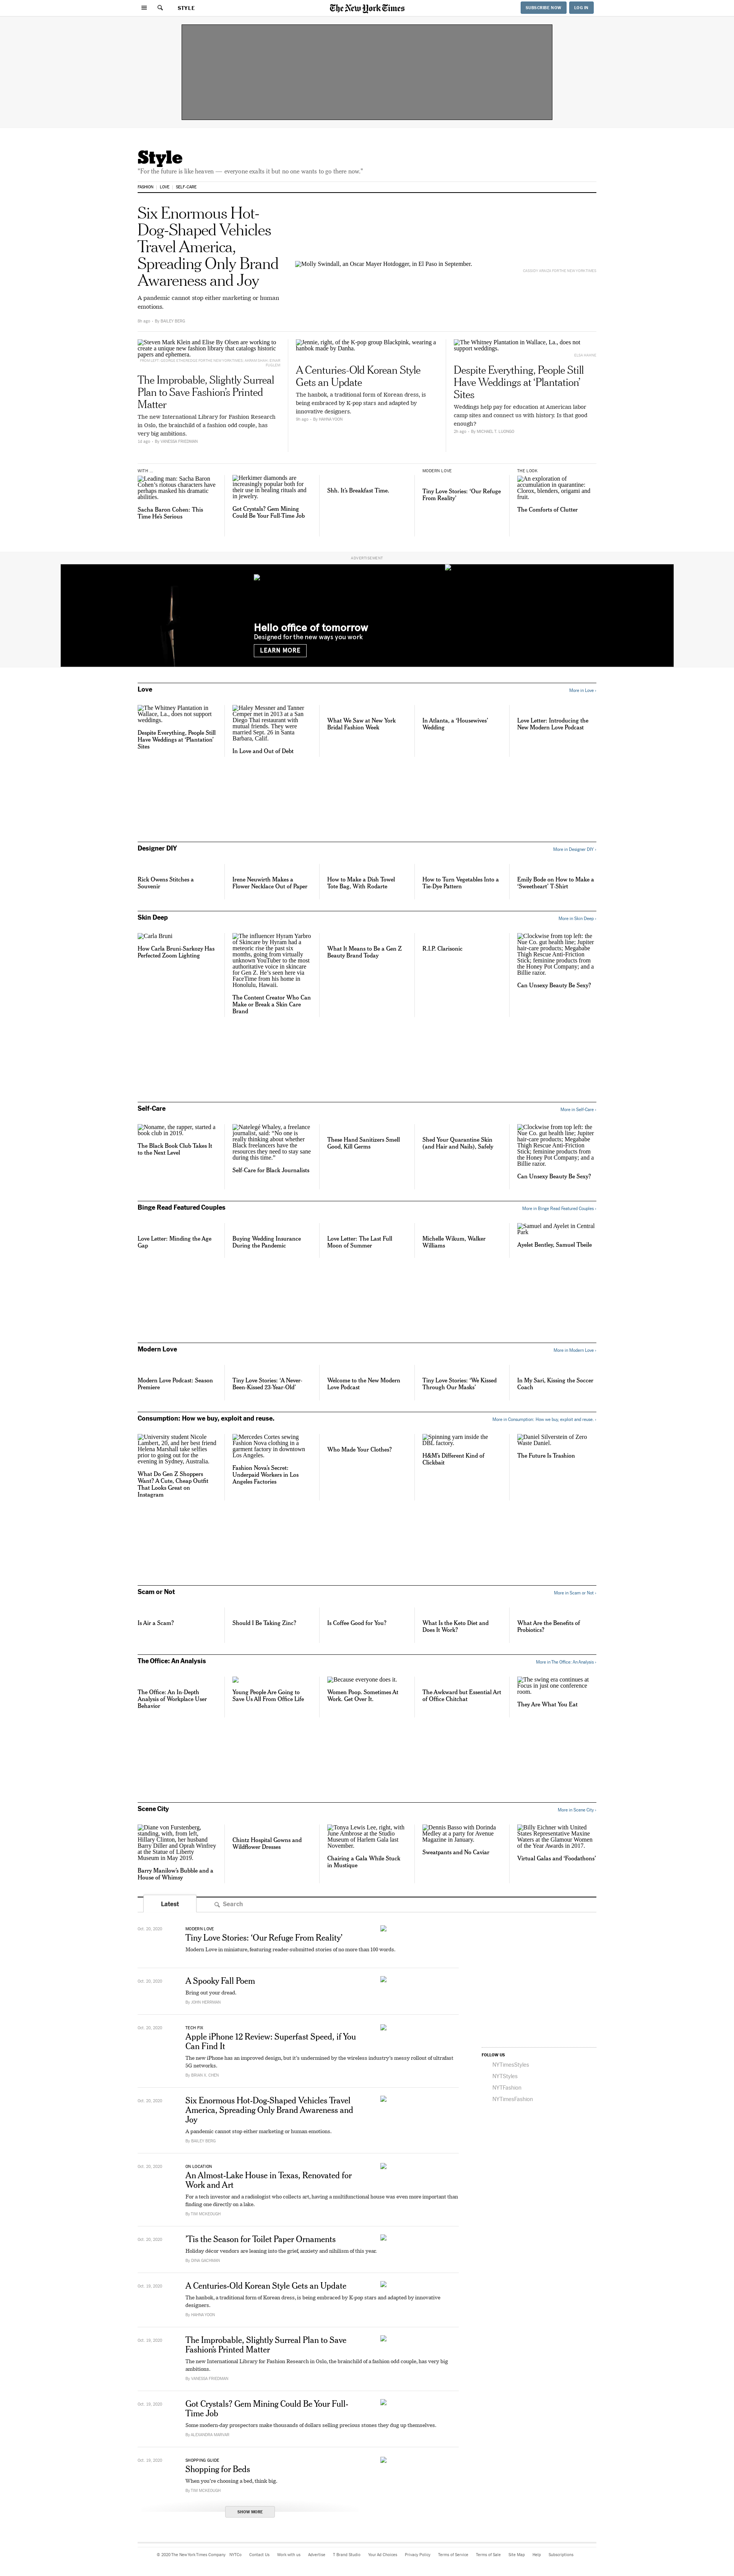 STYLE
The New York Times
SUBSCRIBE NOW
LOG IN
Style
"The future is like heaven — everyone exalts it but no one wants to go there now."
FASHION
LOVE
SELF-CARE
Six Enormous Hot-
Dog-Shaped Vehicles
Travel America,
Spreading Only Brand
Awareness and Joy
A pandemic cannot stop either marketing or human
emotions.
By BAILEY BERG
Molly Swindall, an Oscar Mayer Hotdogger, in El Paso in September.
Steven Mark Klein and Elise By Olsen are working to
create a unique new fashion library that catalogs historic
papers and ephemera.
The Improbable, Slightly Surreal
Plan to Save Fashion's Printed
Matter
The new International Library for Fashion Research
in Oslo, the brainchild of a fashion odd couple, has
very big ambitions.
By VANESSA FRIEDMAN
Jennie, right, of the K-pop group Blackpink, wearing a
hanbok made by Danha.
A Centuries-Old Korean Style
Gets an Update
The hanbok, a traditional form of Korean dress, is
being embraced by K-pop stars and adapted by
innovative designers.
By HAHNA YOON
The Whitney Plantation in Wallace, La., does not
support weddings.
Despite Everything, People Still
Have Weddings at 'Plantation'
Sites
Weddings help pay for education at American labor
camp sites and connect us with history. Is that good
enough?
By MICHAEL T. LUONGO
WITH ...
Leading man: Sacha Baron
Cohen's riotous characters have
perhaps masked his dramatic
abilities.
Sacha Baron Cohen: This
Time He's Serious
Herkimer diamonds are
increasingly popular both for
their use in healing rituals and
in jewelry.
Got Crystals? Gem Mining
Could Be Your Full-Time Job
Shh. It's Breakfast Time.
MODERN LOVE
Tiny Love Stories: 'Our Refuge
From Reality'
THE LOOK
An exploration of
accumulation in quarantine:
Clorox, blenders, origami and
fruit.
The Comforts of Clutter
ADVERTISEMENT
Hello office of tomorrow
Designed for the new ways you work
LEARN MORE
Love
More in Love ›
The Whitney Plantation in
Wallace, La., does not support
weddings.
Despite Everything, People Still
Have Weddings at 'Plantation'
Sites
Haley Messner and Tanner
Cemper met in 2013 at a San
Diego Thai restaurant with
mutual friends. They were
married Sept. 26 in Santa
Barbara, Calif.
In Love and Out of Debt
What We Saw at New York
Bridal Fashion Week
In Atlanta, a 'Housewives'
Wedding
Love Letter: Introducing the
New Modern Love Podcast
Designer DIY
More in Designer DIY ›
Rick Owens Stitches a
Souvenir
Irene Neuwirth Makes a
Flower Necklace Out of Paper
How to Make a Dish Towel
Tote Bag, With Rodarte
How to Turn Vegetables Into a
Tie-Dye Pattern
Emily Bode on How to Make a
'Sweetheart' T-Shirt
Skin Deep
More in Skin Deep ›
Carla Bruni
How Carla Bruni-Sarkozy Has
Perfected Zoom Lighting
The influencer Hyram Yarbro
of Skincare by Hyram had a
meteoric rise the past six
months, going from virtually
unknown YouTuber to the most
authoritative voice in skincare
for Gen Z. He's seen here via
FaceTime from his home in
Honolulu, Hawaii.
The Content Creator Who Can
Make or Break a Skin Care
Brand
What It Means to Be a Gen Z
Beauty Brand Today
R.I.P. Clarisonic
Clockwise from top left: the
Nue Co. gut health line; Jupiter
hair-care products; Megababe
Thigh Rescue Anti-Friction
Stick; feminine products from
the Honey Pot Company; and a
Billie razor.
Can Unsexy Beauty Be Sexy?
Self-Care
More in Self-Care ›
Noname, the rapper, started a
book club in 2019.
The Black Book Club Takes It
to the Next Level
Natelegé Whaley, a freelance
journalist, said: "No one is
really thinking about whether
Black freelancers have the
resources they need to stay sane
during this time."
Self-Care for Black Journalists
These Hand Sanitizers Smell
Good, Kill Germs
Shed Your Quarantine Skin
(and Hair and Nails), Safely
Clockwise from top left: the
Nue Co. gut health line; Jupiter
hair-care products; Megababe
Thigh Rescue Anti-Friction
Stick; feminine products from
the Honey Pot Company; and a
Billie razor.
Can Unsexy Beauty Be Sexy?
Binge Read Featured Couples
More in Binge Read Featured Couples ›
Love Letter: Minding the Age
Gap
Buying Wedding Insurance
During the Pandemic
Love Letter: The Last Full
Moon of Summer
Michelle Wikum, Walker
Williams
Samuel and Ayelet in Central
Park
Ayelet Bentley, Samuel Theile
Modern Love
More in Modern Love ›
Modern Love Podcast: Season
Premiere
Tiny Love Stories: 'A Never-
Been-Kissed 23-Year-Old'
Welcome to the New Modern
Love Podcast
Tiny Love Stories: 'We Kissed
Through Our Masks'
In My Sari, Kissing the Soccer
Coach
Consumption: How we buy, exploit and reuse.
More in Consumption: How we buy, exploit and reuse. ›
University student Nicole
Lambert, 20, and her best friend
Helena Marshall take selfies
prior to going out for the
evening in Sydney, Australia.
What Do Gen Z Shoppers
Want? A Cute, Cheap Outfit
That Looks Great on
Instagram
Mercedes Cortes sewing
Fashion Nova clothing in a
garment factory in downtown
Los Angeles.
Fashion Nova's Secret:
Underpaid Workers in Los
Angeles Factories
Who Made Your Clothes?
Spinning yarn inside the
DBL factory.
H&M's Different Kind of
Clickbait
Daniel Silverstein of Zero
Waste Daniel.
The Future Is Trashion
Scam or Not
More in Scam or Not ›
Is Air a Scam?
Should I Be Taking Zinc?
Is Coffee Good for You?
What Is the Keto Diet and
Does It Work?
What Are the Benefits of
Probiotics?
The Office: An Analysis
More in The Office: An Analysis ›
The Office: An In-Depth
Analysis of Workplace User
Behavior
Young People Are Going to
Save Us All From Office Life
Because everyone does it.
Women Poop. Sometimes At
Work. Get Over It.
The Awkward but Essential Art
of Office Chitchat
The swing era continues at
Focus in just one conference
room.
They Are What You Eat
Scene City
More in Scene City ›
Diane von Furstenberg,
standing, with, from left,
Hillary Clinton, her husband
Barry Diller and Oprah Winfrey
at the Statue of Liberty
Museum in May 2019.
Barry Manilow's Bubble and a
House of Whimsy
Chintz Hospital Gowns and
Wildflower Dresses
Tonya Lewis Lee, right, with
June Ambrose at the Studio
Museum of Harlem Gala last
November.
Chairing a Gala While Stuck
in Mustique
Dennis Basso with Dorinda
Medley at a party for Avenue
Magazine in January.
Sweatpants and No Caviar
Billy Eichner with United
States Representative Maxine
Waters at the Glamour Women
of the Year Awards in 2017.
Virtual Galas and 'Foodathons'
Latest
Search
Oct. 20, 2020
MODERN LOVE
Tiny Love Stories: 'Our Refuge From Reality'
Modern Love in miniature, featuring reader-submitted stories of no more than 100 words.
Oct. 20, 2020
A Spooky Fall Poem
Bring out your dread.
By JOHN MERRIMAN
Oct. 20, 2020
TECH FIX
Apple iPhone 12 Review: Superfast Speed, if You
Can Find It
The new iPhone has an improved design, but it's undermined by the wireless industry's messy rollout of ultrafast
5G networks.
By BRIAN X. CHEN
Oct. 20, 2020
Six Enormous Hot-Dog-Shaped Vehicles Travel
America, Spreading Only Brand Awareness and
Joy
A pandemic cannot stop either marketing or human emotions.
By BAILEY BERG
Oct. 20, 2020
ON LOCATION
An Almost-Lake House in Texas, Renovated for
Work and Art
For a tech investor and a radiologist who collects art, having a multifunctional house was even more important than
finding one directly on a lake.
By TIM MCKEOUGH
Oct. 20, 2020
'Tis the Season for Toilet Paper Ornaments
Holiday décor vendors are leaning into the grief, anxiety and nihilism of this year.
Oct. 19, 2020
A Centuries-Old Korean Style Gets an Update
The hanbok, a traditional form of Korean dress, is being embraced by K-pop stars and adapted by innovative
designers.
By HAHNA YOON
Oct. 19, 2020
The Improbable, Slightly Surreal Plan to Save
Fashion's Printed Matter
The new International Library for Fashion Research in Oslo, the brainchild of a fashion odd couple, has very big
ambitions.
By VANESSA FRIEDMAN
Oct. 19, 2020
Got Crystals? Gem Mining Could Be Your Full-
Time Job
Some modern-day prospectors make thousands of dollars selling precious stones they dug up themselves.
By ALEXANDRA MARVAR
Oct. 19, 2020
SHOPPING GUIDE
Shopping for Beds
When you're choosing a bed, think big.
By TIM MCKEOUGH
SHOW MORE
FOLLOW US
NYTimesStyles
NYTStyles
NYTFashion
NYTimesFashion
© 2020 The New York Times Company
NYTCo
Contact Us
Work with us
Advertise
T Brand Studio
Your Ad Choices
Privacy Policy
Terms of Service
Terms of Sale
Site Map
Help
Subscriptions